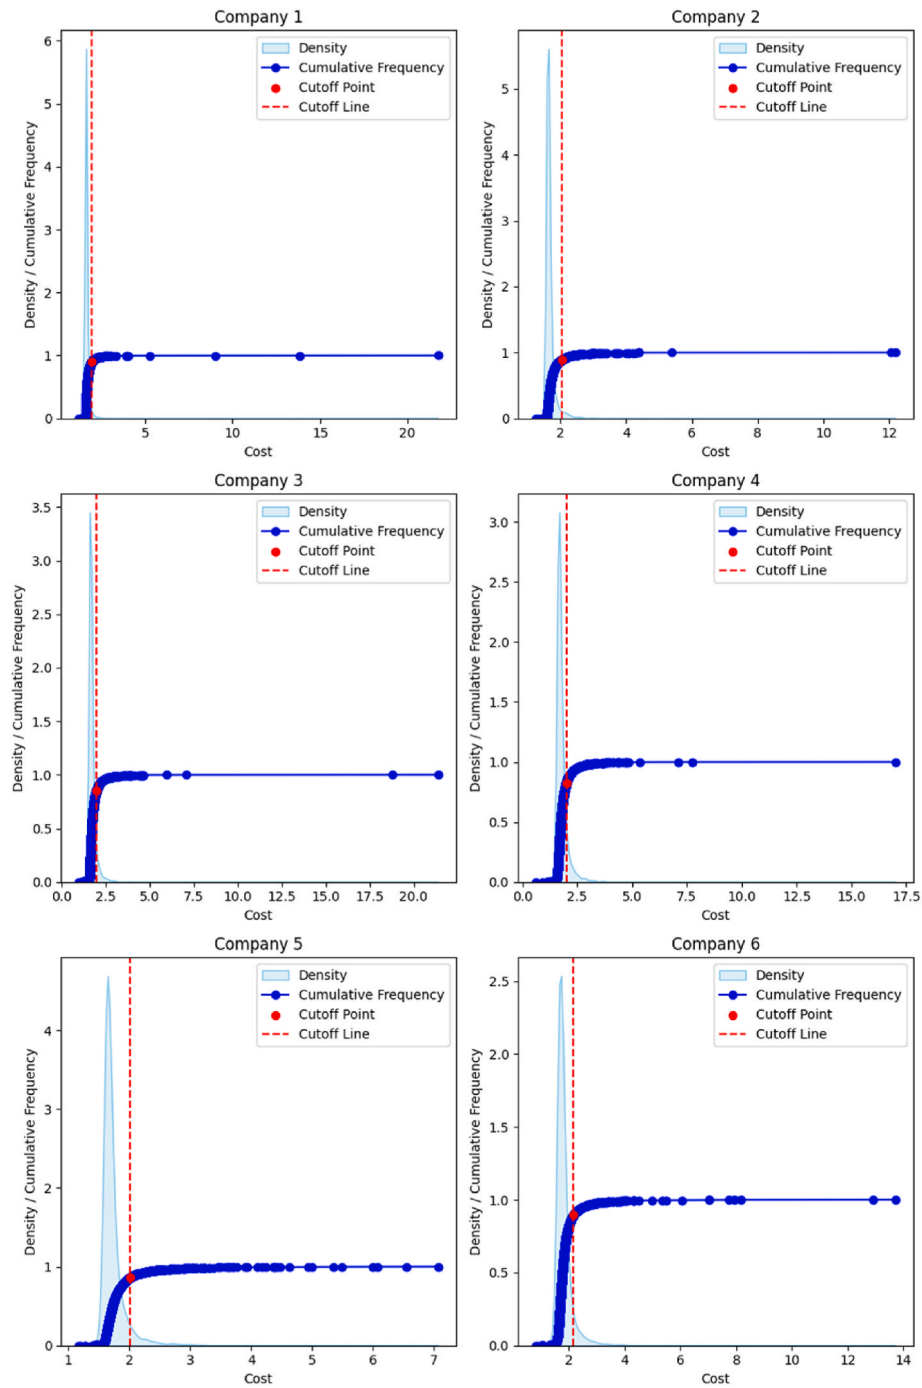 Company 1
Density / Cumulative Frequency
6
5
4
3
2
1
0
Density
Cumulative Frequency
Cutoff Point
Cutoff Line
5 10 15 20
Cost
Company 2
Density / Cumulative Frequency
5
4
3
2
1
0
Density
Cumulative Frequency
Cutoff Point
Cutoff Line
2 4 6 8 10 12
Cost
Company 3
Density / Cumulative Frequency
3.5
3.0
2.5
2.0
1.5
1.0
0.5
0.0
Density
Cumulative Frequency
Cutoff Point
Cutoff Line
0.0 2.5 5.0 7.5 10.0 12.5 15.0 17.5 20.0
Cost
Company 4
Density / Cumulative Frequency
3.0
2.5
2.0
1.5
1.0
0.5
0.0
Density
Cumulative Frequency
Cutoff Point
Cutoff Line
0.0 2.5 5.0 7.5 10.0 12.5 15.0 17.5
Cost
Company 5
Density / Cumulative Frequency
4
3
2
1
0
Density
Cumulative Frequency
Cutoff Point
Cutoff Line
1 2 3 4 5 6 7
Cost
Company 6
Density / Cumulative Frequency
2.5
2.0
1.5
1.0
0.5
0.0
Density
Cumulative Frequency
Cutoff Point
Cutoff Line
2 4 6 8 10 12 14
Cost